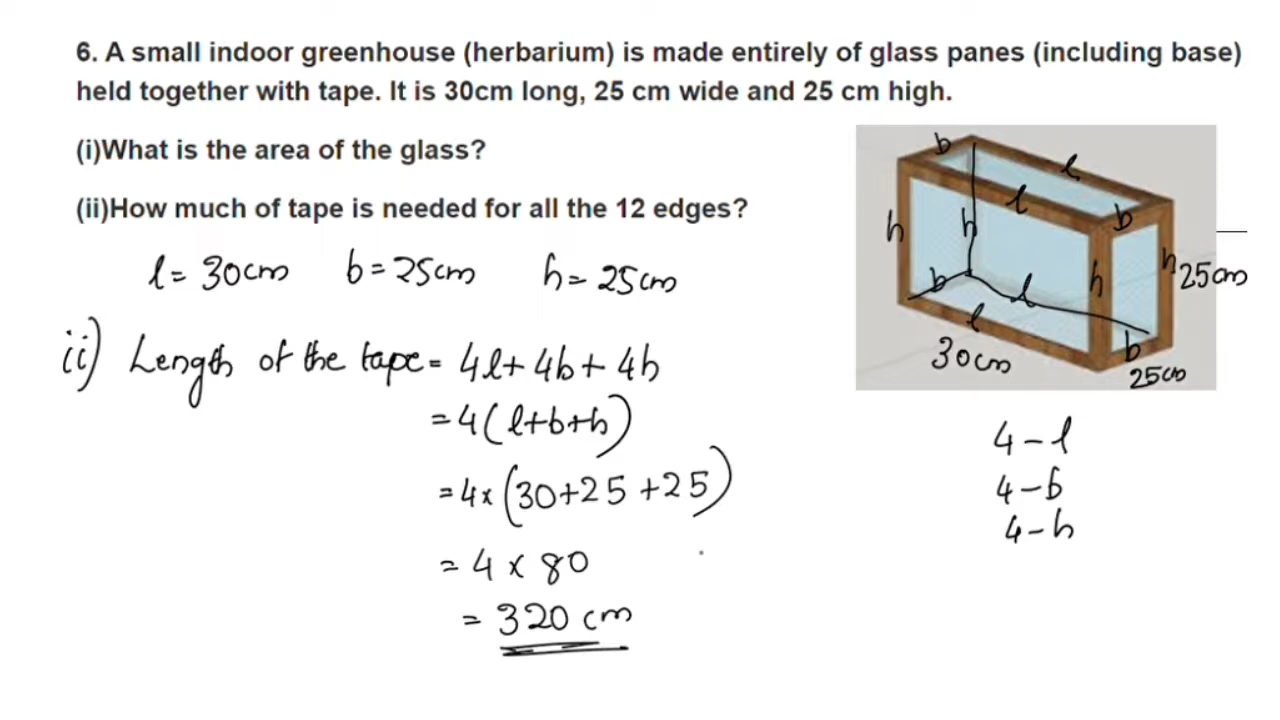 6. A small indoor greenhouse (herbarium) is made entirely of glass panes (including base)
held together with tape. It is 30cm long, 25 cm wide and 25 cm high.
(i)What is the area of the glass?
(ii)How much of tape is needed for all the 12 edges?
l = 30cm b = 25cm h = 25cm
ii) Length of the tape = 4l + 4b + 4h
= 4(l+b+h)
= 4x (30+25+25)
= 4 x 80
= 320 cm
b
l
l
b
h
h
h
h 25cm
b
l
l
b
30cm
25cm
4 - l
4 - b
4 - h